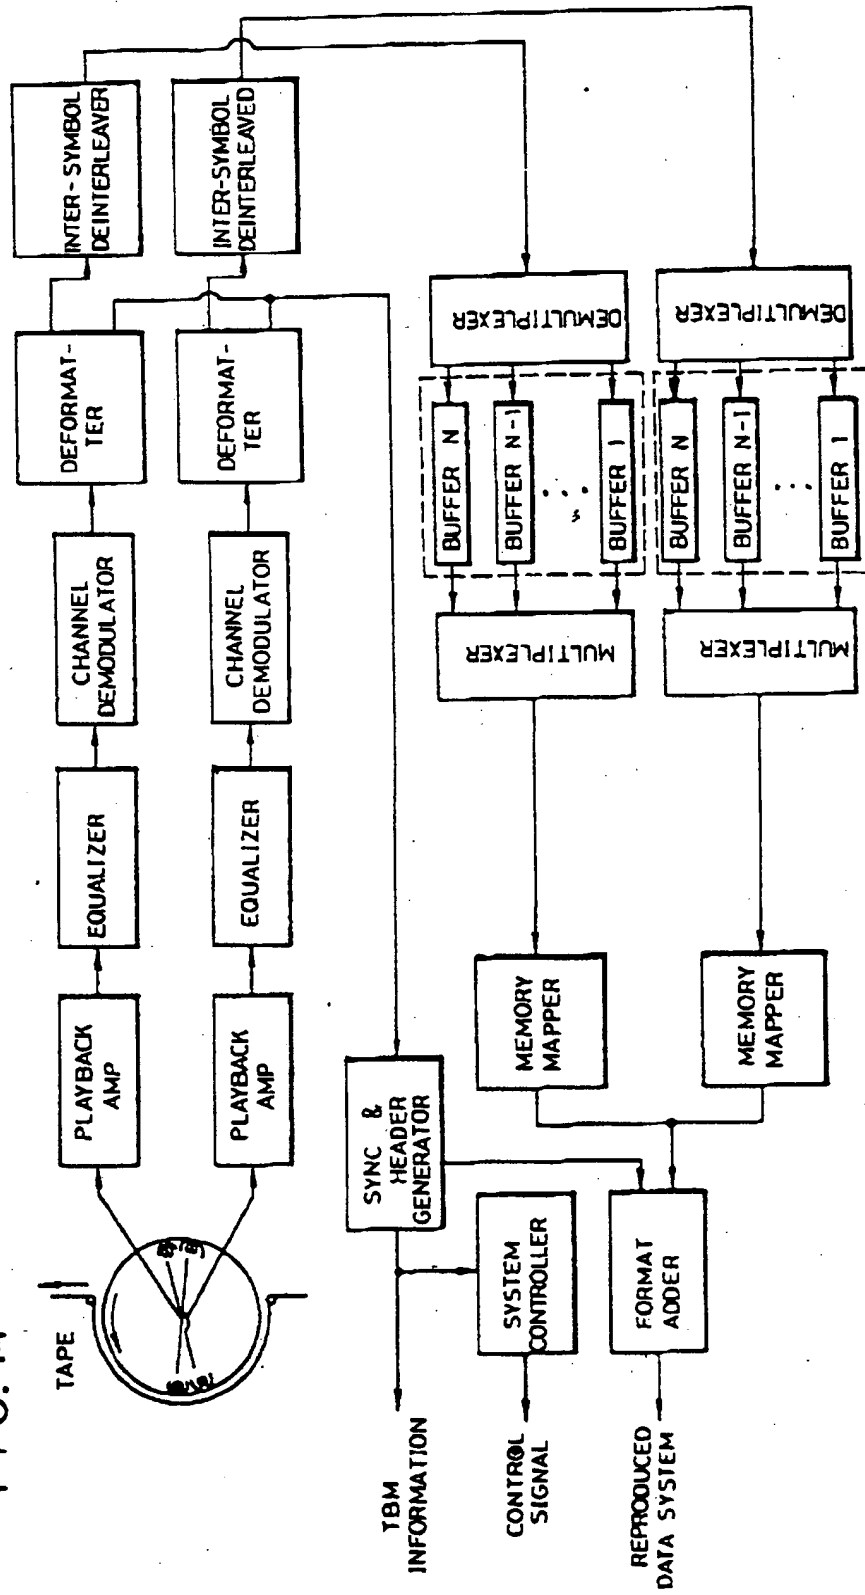 TAPE
PLAYBACK
AMP
EQUALIZER
CHANNEL
DEMODULATOR
DEFORMAT-
TER
INTER-SYMBOL
DEINTERLEAVER
PLAYBACK
AMP
EQUALIZER
CHANNEL
DEMODULATOR
DEFORMAT-
TER
INTER-SYMBOL
DEINTERLEAVED
TBM
INFORMATION
SYNC &
HEADER
GENERATOR
CONTROL
SIGNAL
SYSTEM
CONTROLLER
MEMORY
MAPPER
MULTIPLEXER
BUFFER N
BUFFER N-1
...
BUFFER 1
DEMULTIPLEXER
REPRODUCED
DATA SYSTEM
FORMAT
ADDER
MEMORY
MAPPER
MULTIPLEXER
BUFFER N
BUFFER N-1
...
BUFFER 1
DEMULTIPLEXER